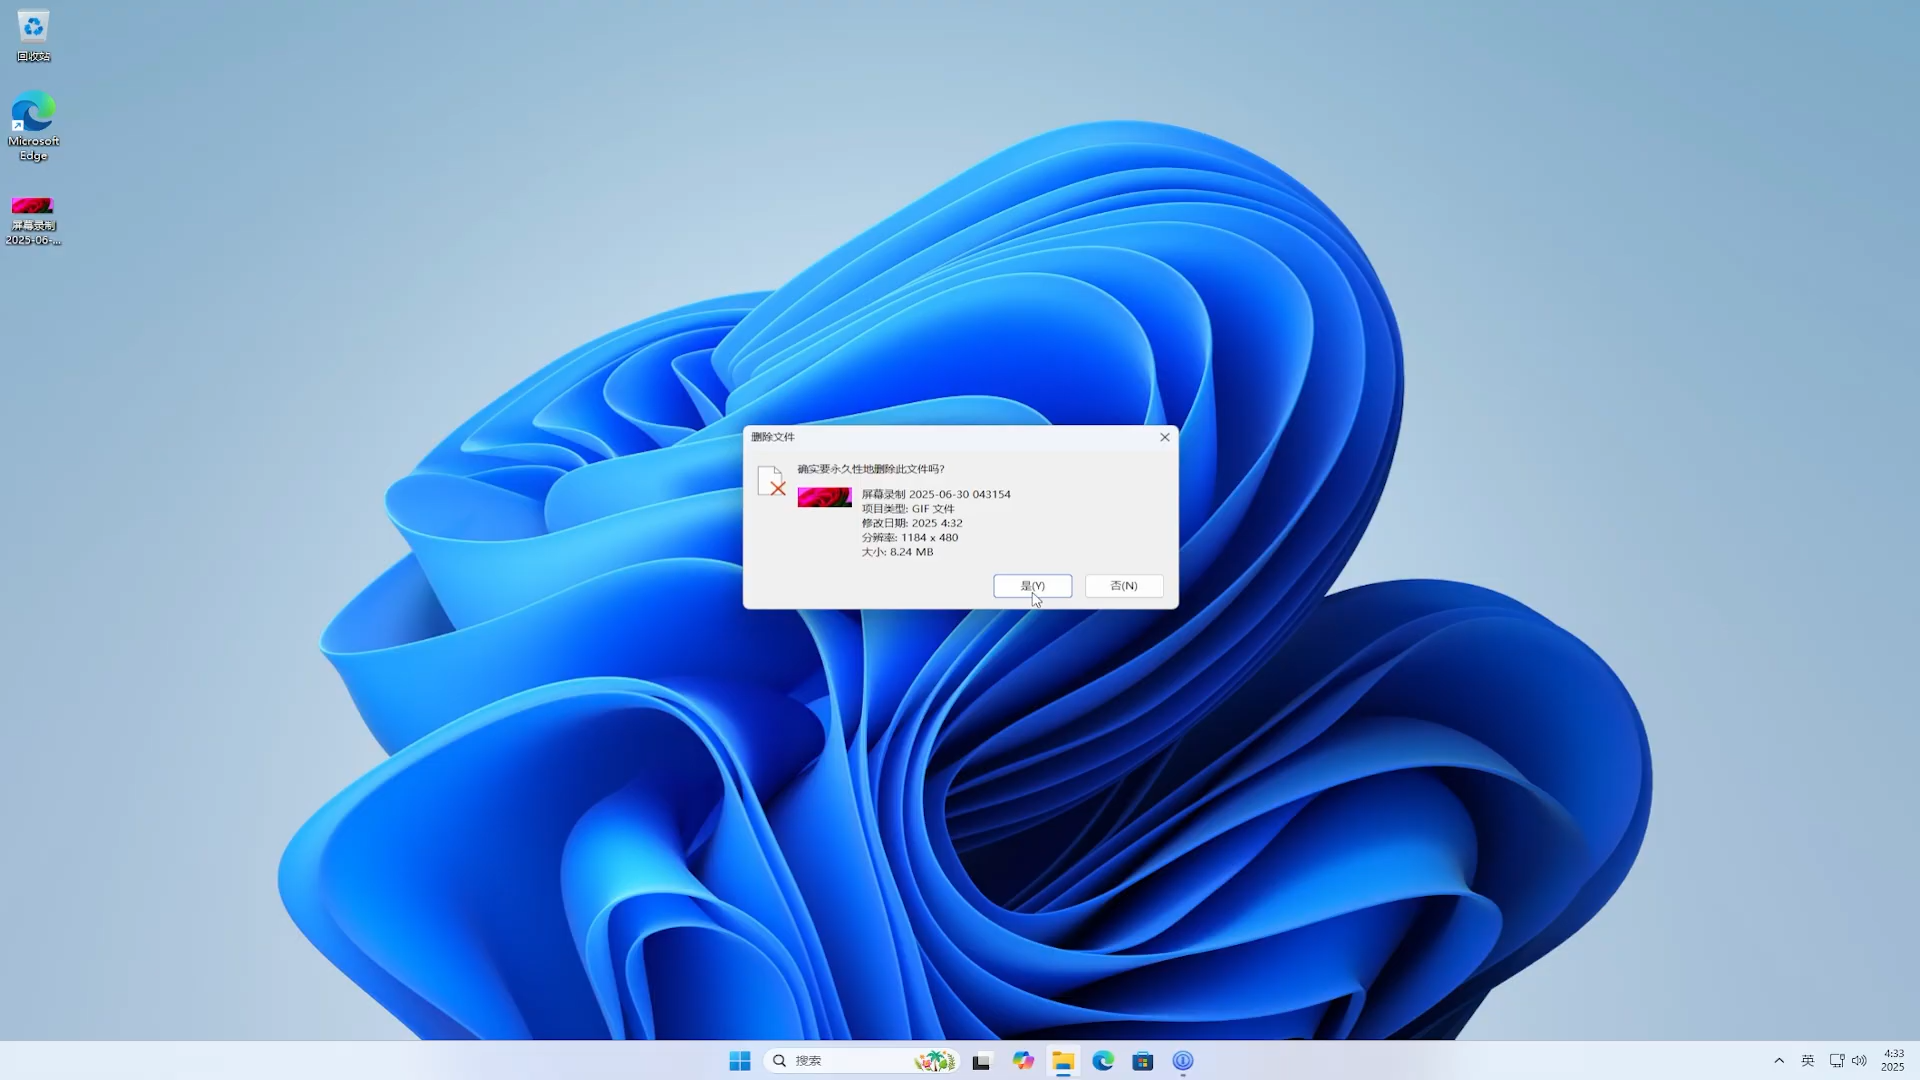 回收站
Microsoft
Edge
屏幕录制
2025-06-...
删除文件
确实要永久性地删除此文件吗?
屏幕录制 2025-06-30 043154
项目类型: GIF 文件
修改日期: 2025 4:32
分辨率: 1184 x 480
大小: 8.24 MB
是(Y)
否(N)
搜索
英
4:33
2025